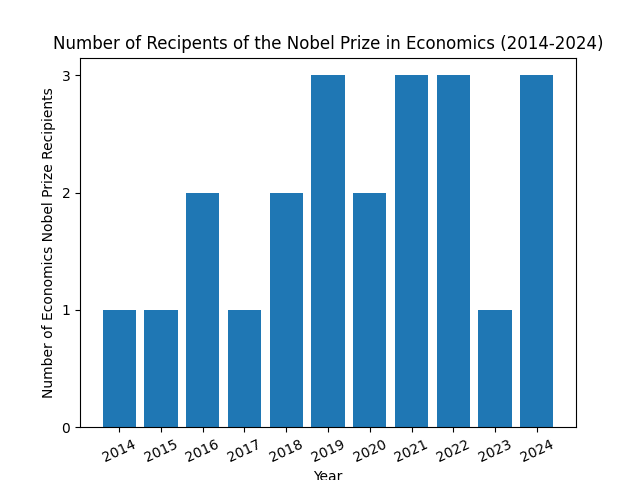 Number of Recipents of the Nobel Prize in Economics (2014-2024)
Number of Economics Nobel Prize Recipients
3
2
1
0
2014 2015 2016 2017 2018 2019 2020 2021 2022 2023 2024
Year